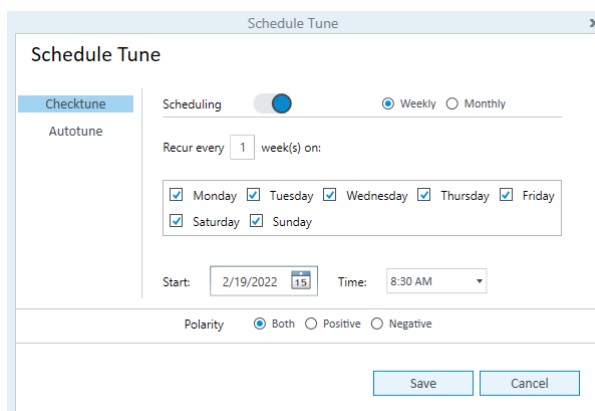 Schedule Tune
Schedule Tune
Checktune
Autotune
Scheduling
Weekly Monthly
Recur every 1 week(s) on:
Monday Tuesday Wednesday Thursday Friday
Saturday Sunday
Start: 2/19/2022 15 Time: 8:30 AM
Polarity Both Positive Negative
Save Cancel